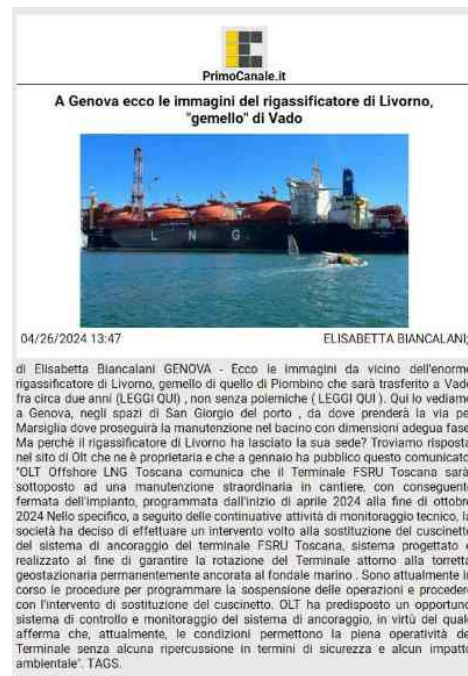 PrimoCanale.it
A Genova ecco le immagini del rigassificatore di Livorno,
"gemello" di Vado
L N G
04/26/2024 13:47
ELISABETTA BIANCALANI;
di Elisabetta Biancalani GENOVA - Ecco le immagini da vicino dell'enorme
rigassificatore di Livorno, gemello di quello di Piombino che sarà trasferito a Vado
fra circa due anni (LEGGI QUI) , non senza polemiche ( LEGGI QUI ). Qui lo vediamo
a Genova, negli spazi di San Giorgio del porto , da dove prenderà la via pe
Marsiglia dove proseguirà la manutenzione nel bacino con dimensioni adegua fase
Ma perchè il rigassificatore di Livorno ha lasciato la sua sede? Troviamo risposta
nel sito di Olt che ne è proprietaria e che a gennaio ha pubblico questo comunicato
"OLT Offshore LNG Toscana comunica che il Terminale FSRU Toscana sarà
sottoposto ad una manutenzione straordinaria in cantiere, con conseguent
fermata dell'impianto, programmata dall'inizio di aprile 2024 alla fine di ottobre
2024 Nello specifico, a seguito delle continuative attività di monitoraggio tecnico, la
società ha deciso di effettuare un intervento volto alla sostituzione del cuscinetto
del sistema di ancoraggio del terminale FSRU Toscana, sistema progettato e
realizzato al fine di garantire la rotazione del Terminale attorno alla torretta
geostazionaria permanentemente ancorata al fondale marino . Sono attualmente in
corso le procedure per programmare la sospensione delle operazioni e procedere
con l'intervento di sostituzione del cuscinetto. OLT ha predisposto un opportuno
sistema di controllo e monitoraggio del sistema di ancoraggio, in virtù del quale
afferma che, attualmente, le condizioni permettono la piena operatività de
Terminale senza alcuna ripercussione in termini di sicurezza e alcun impatto
ambientale". TAGS.